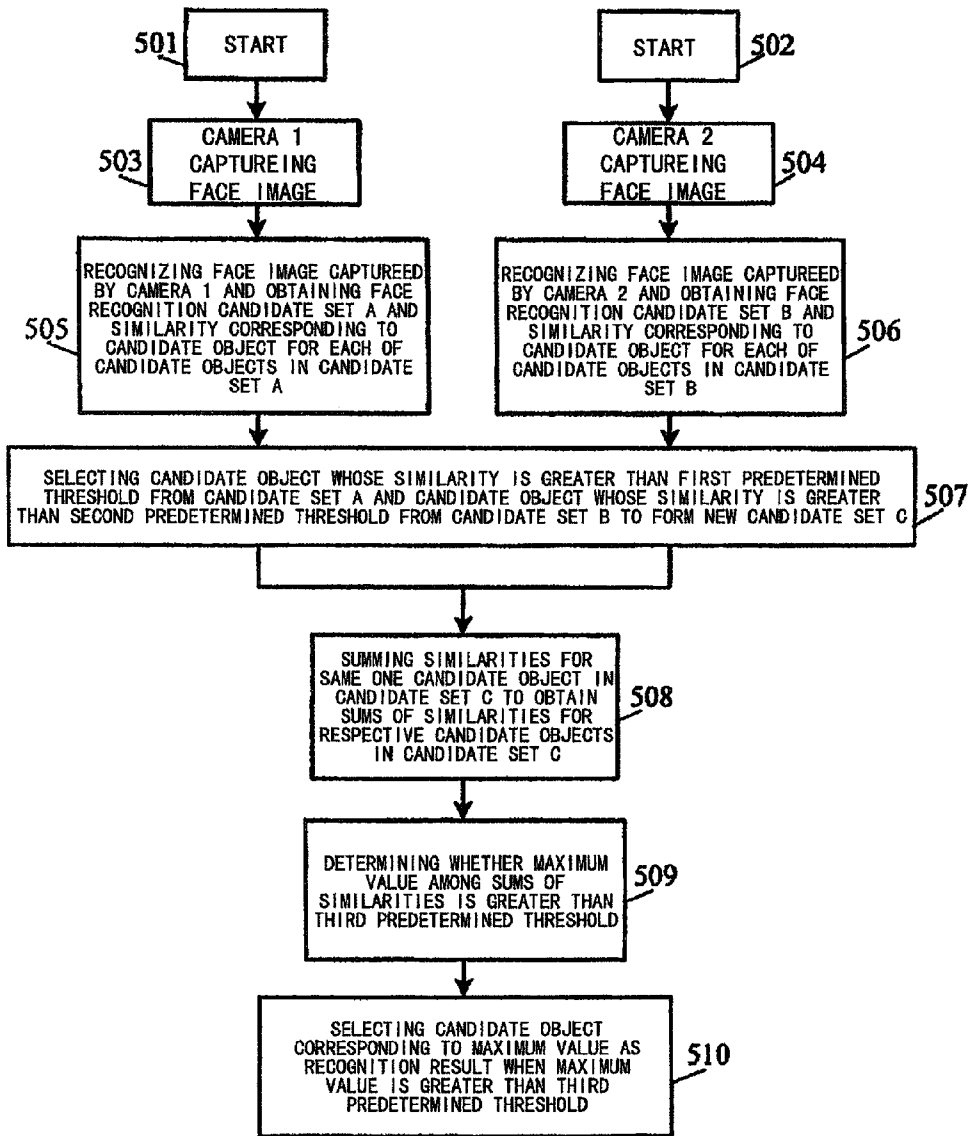 501
START
502
START
503
CAMERA 1
CAPTUREING
FACE IMAGE
CAMERA 2
CAPTUREING
FACE IMAGE
504
505
RECOGNIZING FACE IMAGE CAPTUREED
BY CAMERA 1 AND OBTAINING FACE
RECOGNITION CANDIDATE SET A AND
SIMILARITY CORRESPONDING TO
CANDIDATE OBJECT FOR EACH OF
CANDIDATE OBJECTS IN CANDIDATE
SET A
RECOGNIZING FACE IMAGE CAPTUREED
BY CAMERA 2 AND OBTAINING FACE
RECOGNITION CANDIDATE SET B AND
SIMILARITY CORRESPONDING TO
CANDIDATE OBJECT FOR EACH OF
CANDIDATE OBJECTS IN CANDIDATE
SET B
506
SELECTING CANDIDATE OBJECT WHOSE SIMILARITY IS GREATER THAN FIRST PREDETERMINED
THRESHOLD FROM CANDIDATE SET A AND CANDIDATE OBJECT WHOSE SIMILARITY IS GREATER
THAN SECOND PREDETERMINED THRESHOLD FROM CANDIDATE SET B TO FORM NEW CANDIDATE SET C
507
SUMMING SIMILARITIES FOR
SAME ONE CANDIDATE OBJECT IN
CANDIDATE SET C TO OBTAIN
SUMS OF SIMILARITIES FOR
RESPECTIVE CANDIDATE OBJECTS
IN CANDIDATE SET C
508
DETERMINING WHETHER MAXIMUM
VALUE AMONG SUMS OF
SIMILARITIES IS GREATER THAN
THIRD PREDETERMINED THRESHOLD
509
SELECTING CANDIDATE OBJECT
CORRESPONDING TO MAXIMUM VALUE AS
RECOGNITION RESULT WHEN MAXIMUM
VALUE IS GREATER THAN THIRD
PREDETERMINED THRESHOLD
510